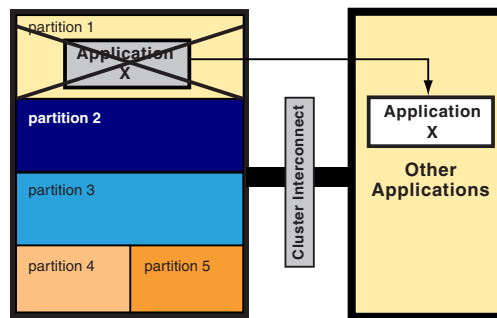 partition 1
Application
X
partition 2
partition 3
partition 4
partition 5
Cluster Interconnect
Application
X
Other
Applications